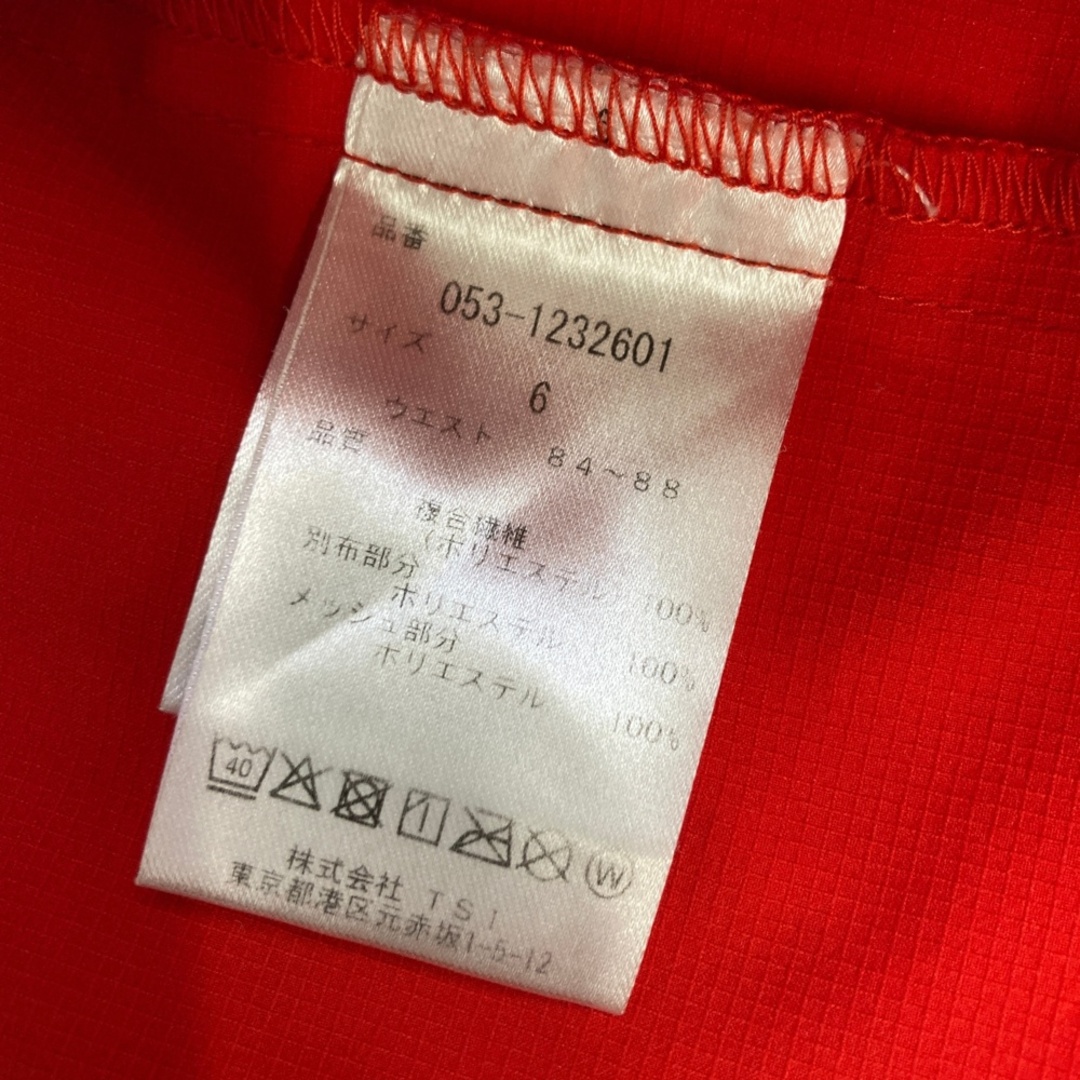 品番
053-1232601
サイズ
6
ウエスト 84~88
品質
複合繊維
(ポリエステル 100%
別布部分
ポリエステル 100%
メッシュ部分
ポリエステル 100%
40
W
株式会社 TSI
東京都港区元赤坂1-5-12